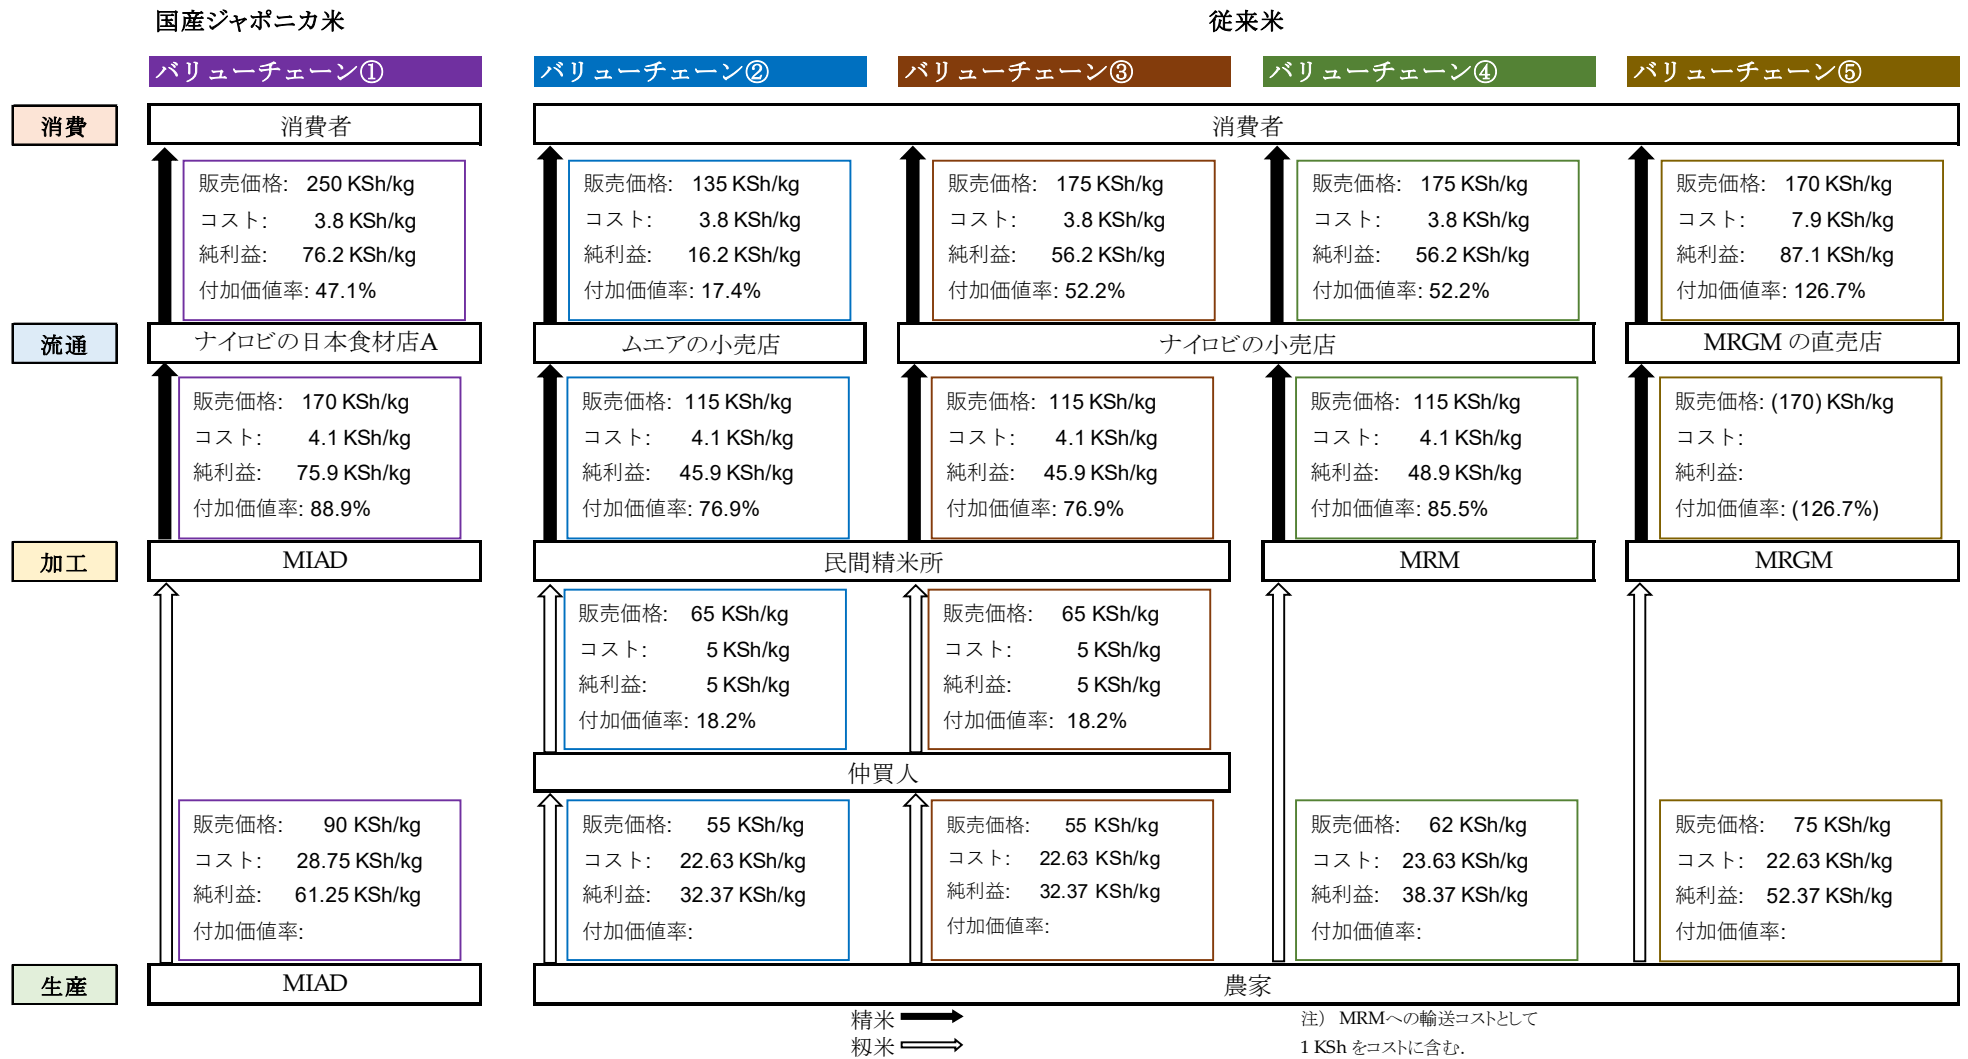 国産ジャポニカ米
従来米
バリューチェーン①
バリューチェーン②
バリューチェーン③
バリューチェーン④
バリューチェーン⑤
消費
消費者
消費者
販売価格: 250 KSh/kg
コスト: 3.8 KSh/kg
純利益: 76.2 KSh/kg
付加価値率: 47.1%
販売価格: 135 KSh/kg
コスト: 3.8 KSh/kg
純利益: 16.2 KSh/kg
付加価値率: 17.4%
販売価格: 175 KSh/kg
コスト: 3.8 KSh/kg
純利益: 56.2 KSh/kg
付加価値率: 52.2%
販売価格: 175 KSh/kg
コスト: 3.8 KSh/kg
純利益: 56.2 KSh/kg
付加価値率: 52.2%
販売価格: 170 KSh/kg
コスト: 7.9 KSh/kg
純利益: 87.1 KSh/kg
付加価値率: 126.7%
流通
ナイロビの日本食材店A
ムエアの小売店
ナイロビの小売店
MRGM の直売店
販売価格: 170 KSh/kg
コスト: 4.1 KSh/kg
純利益: 75.9 KSh/kg
付加価値率: 88.9%
販売価格: 115 KSh/kg
コスト: 4.1 KSh/kg
純利益: 45.9 KSh/kg
付加価値率: 76.9%
販売価格: 115 KSh/kg
コスト: 4.1 KSh/kg
純利益: 45.9 KSh/kg
付加価値率: 76.9%
販売価格: 115 KSh/kg
コスト: 4.1 KSh/kg
純利益: 48.9 KSh/kg
付加価値率: 85.5%
販売価格: (170) KSh/kg
コスト:
純利益:
付加価値率: (126.7%)
加工
MIAD
民間精米所
MRM
MRGM
販売価格: 65 KSh/kg
コスト: 5 KSh/kg
純利益: 5 KSh/kg
付加価値率: 18.2%
販売価格: 65 KSh/kg
コスト: 5 KSh/kg
純利益: 5 KSh/kg
付加価値率: 18.2%
仲買人
販売価格: 90 KSh/kg
コスト: 28.75 KSh/kg
純利益: 61.25 KSh/kg
付加価値率:
販売価格: 55 KSh/kg
コスト: 22.63 KSh/kg
純利益: 32.37 KSh/kg
付加価値率:
販売価格: 55 KSh/kg
コスト: 22.63 KSh/kg
純利益: 32.37 KSh/kg
付加価値率:
販売価格: 62 KSh/kg
コスト: 23.63 KSh/kg
純利益: 38.37 KSh/kg
付加価値率:
販売価格: 75 KSh/kg
コスト: 22.63 KSh/kg
純利益: 52.37 KSh/kg
付加価値率:
生産
MIAD
農家
精米
籾米
注） MRMへの輸送コストとして
1 KSh をコストに含む.